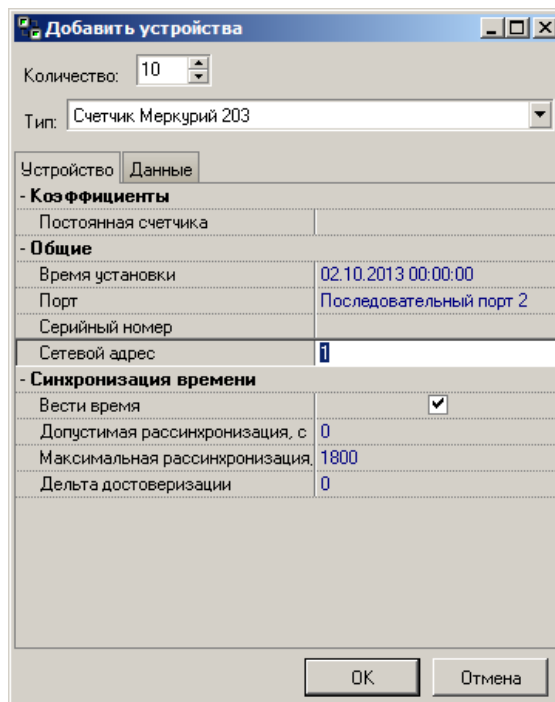 Добавить устройства
Количество: 10
Тип: Счетчик Меркурий 203
Устройство Данные
- Коэффициенты
Постоянная счетчика
- Общие
Время установки 02.10.2013 00:00:00
Порт Последовательный порт 2
Серийный номер
Сетевой адрес 1
- Синхронизация времени
Вести время
Допустимая рассинхронизация, с 0
Максимальная рассинхронизация, 1800
Дельта достоверизации 0
OK Отмена